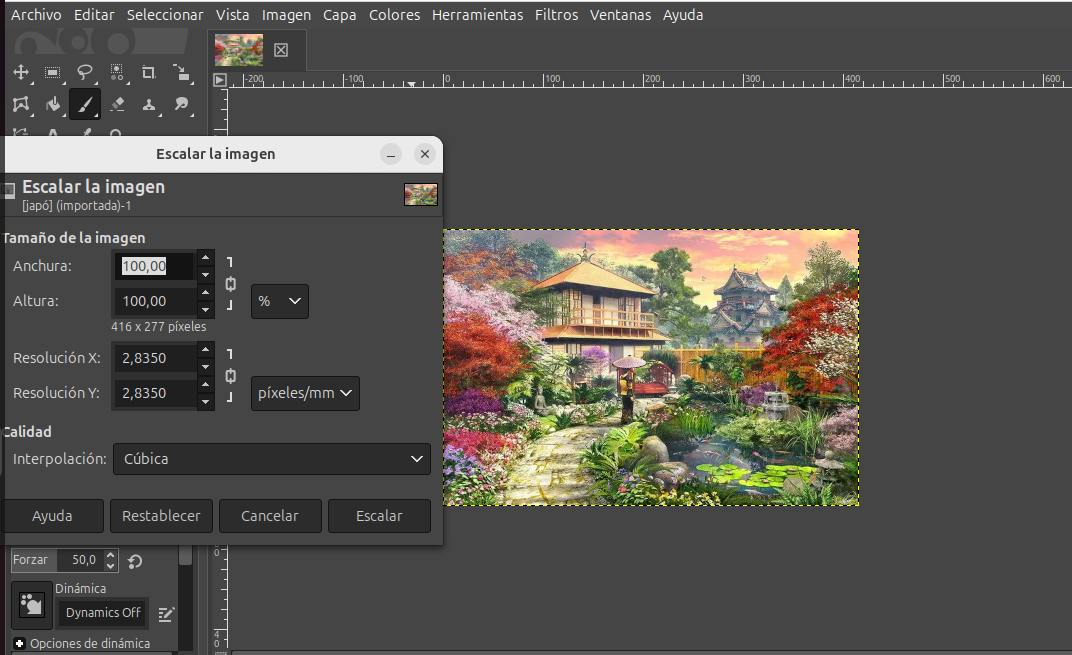 Archivo Editar Seleccionar Vista Imagen Capa Colores Herramientas Filtros Ventanas Ayuda
-200 -100 0 100 200 300 400 500 600
Escalar la imagen
Escalar la imagen
[japó] (importada)-1
Tamaño de la imagen
Anchura: 100,00
Altura: 100,00 %
416 x 277 píxeles
Resolución X: 2,8350
Resolución Y: 2,8350 píxeles/mm
Calidad
Interpolación: Cúbica
Ayuda Restablecer Cancelar Escalar
Forzar 50,0
0
Dinámica
Dynamics Off
Opciones de dinámica
4
0